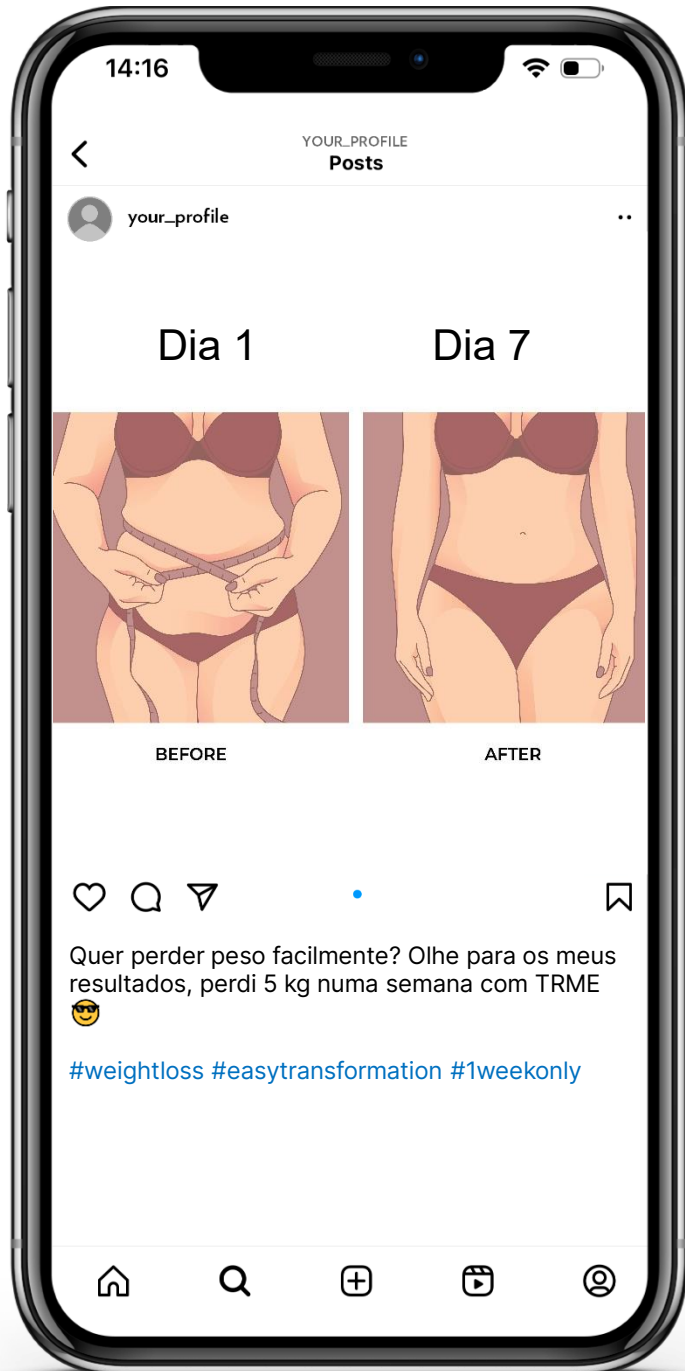 14:16
YOUR_PROFILE
Posts
your_profile
Dia 1
Dia 7
BEFORE
AFTER
Quer perder peso facilmente? Olhe para os meus
resultados, perdi 5 kg numa semana com TRME
😎
#weightloss #easytransformation #1weekonly